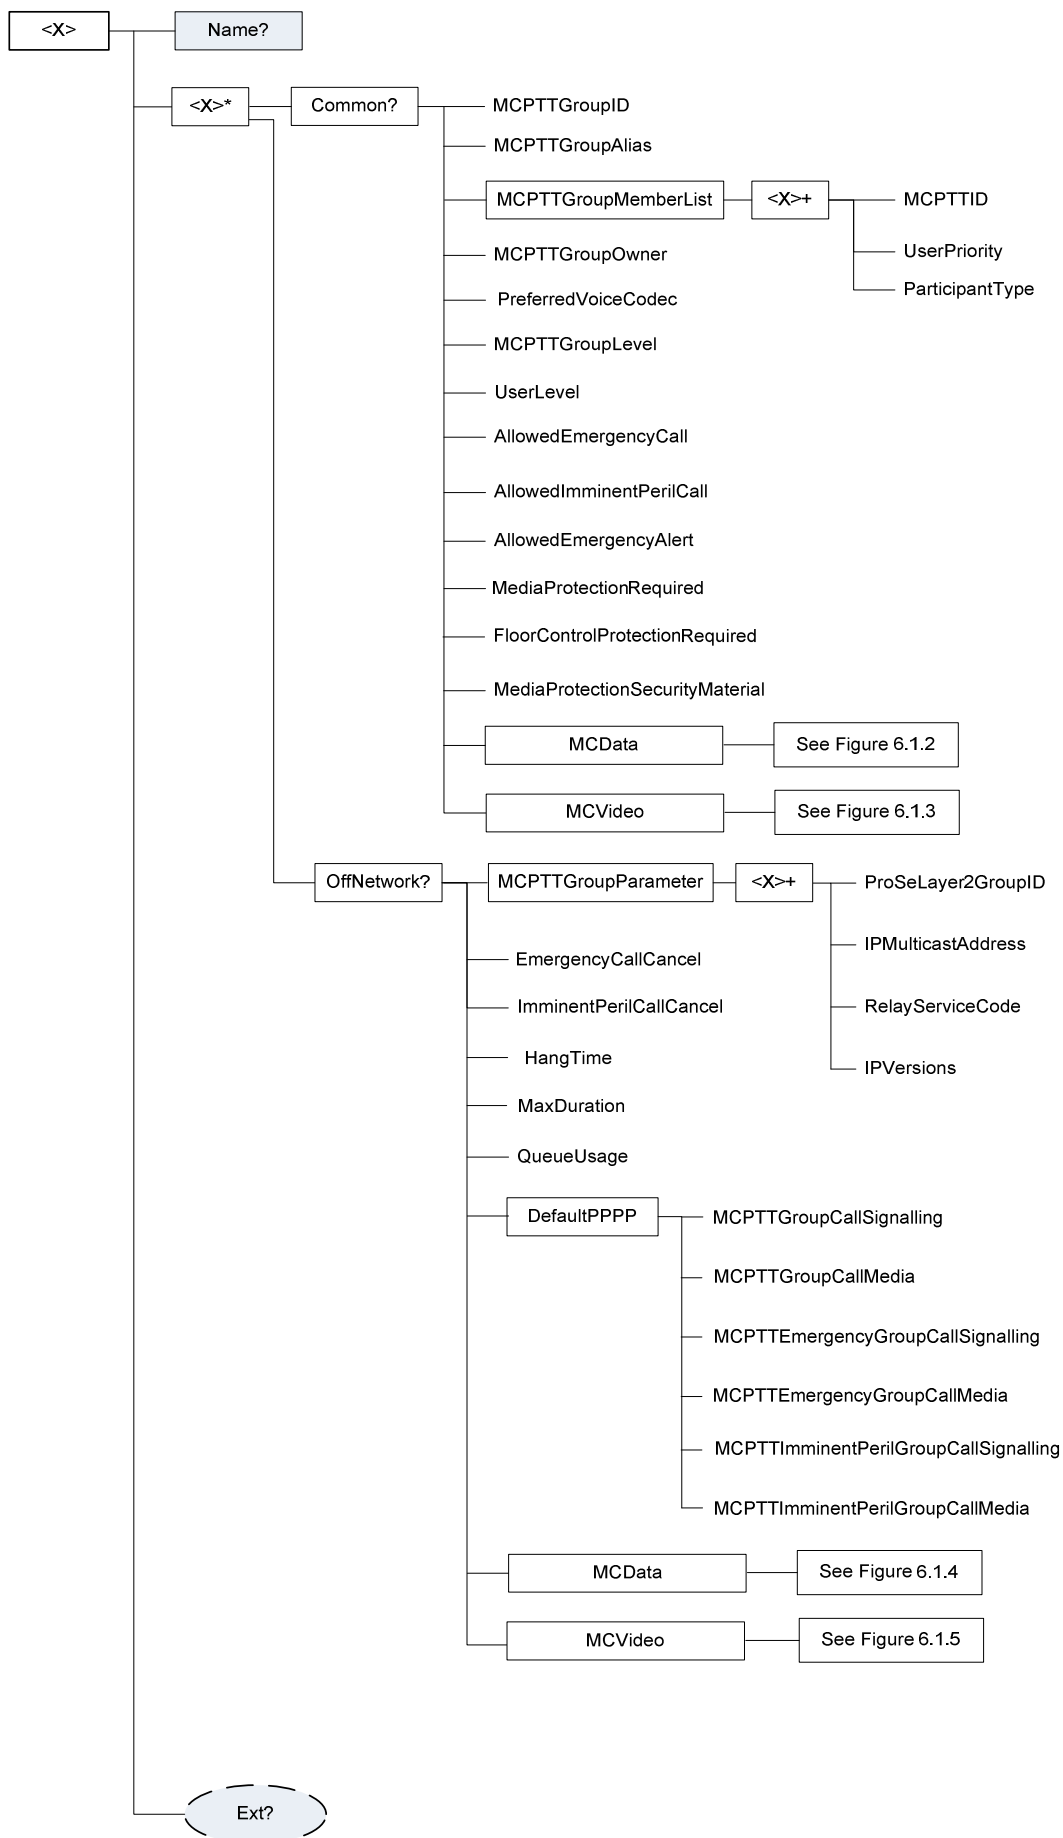 <X>
Name?
<X>*
Common?
MCPTTGroupID
MCPTTGroupAlias
MCPTTGroupMemberList
<X>+
MCPTTID
UserPriority
ParticipantType
MCPTTGroupOwner
PreferredVoiceCodec
MCPTTGroupLevel
UserLevel
AllowedEmergencyCall
AllowedImminentPerilCall
AllowedEmergencyAlert
MediaProtectionRequired
FloorControlProtectionRequired
MediaProtectionSecurityMaterial
MCData
See Figure 6.1.2
MCVideo
See Figure 6.1.3
OffNetwork?
MCPTTGroupParameter
<X>+
ProSeLayer2GroupID
IPMulticastAddress
RelayServiceCode
IPVersions
EmergencyCallCancel
ImminentPerilCallCancel
HangTime
MaxDuration
QueueUsage
DefaultPPPP
MCPTTGroupCallSignalling
MCPTTGroupCallMedia
MCPTTEmergencyGroupCallSignalling
MCPTTEmergencyGroupCallMedia
MCPTTImminentPerilGroupCallSignalling
MCPTTImminentPerilGroupCallMedia
MCData
See Figure 6.1.4
MCVideo
See Figure 6.1.5
Ext?